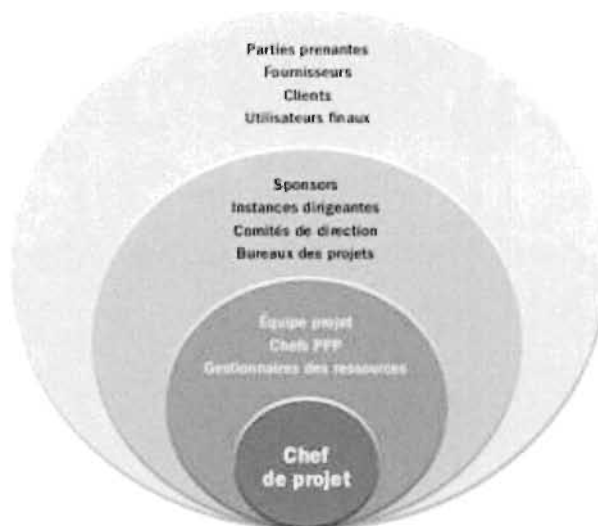 Parties prenantes
Fournisseurs
Clients
Utilisateurs finaux
Sponsors
Instances dirigeantes
Comités de direction
Bureaux des projets
Équipe projet
Chefs PPP
Gestionnaires des ressources
Chef
de projet